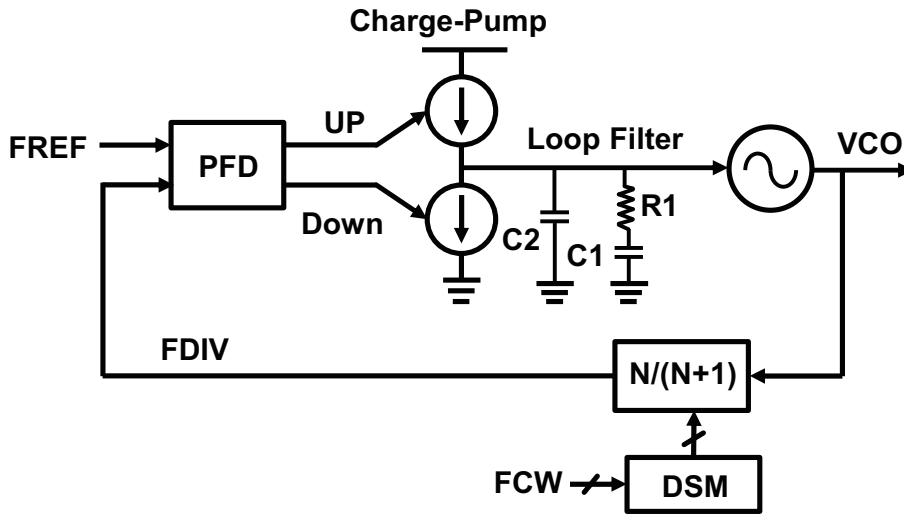 Charge-Pump
FREF
PFD
UP
Down
Loop Filter
VCO
C2
R1
C1
FDIV
N/(N+1)
FCW
DSM